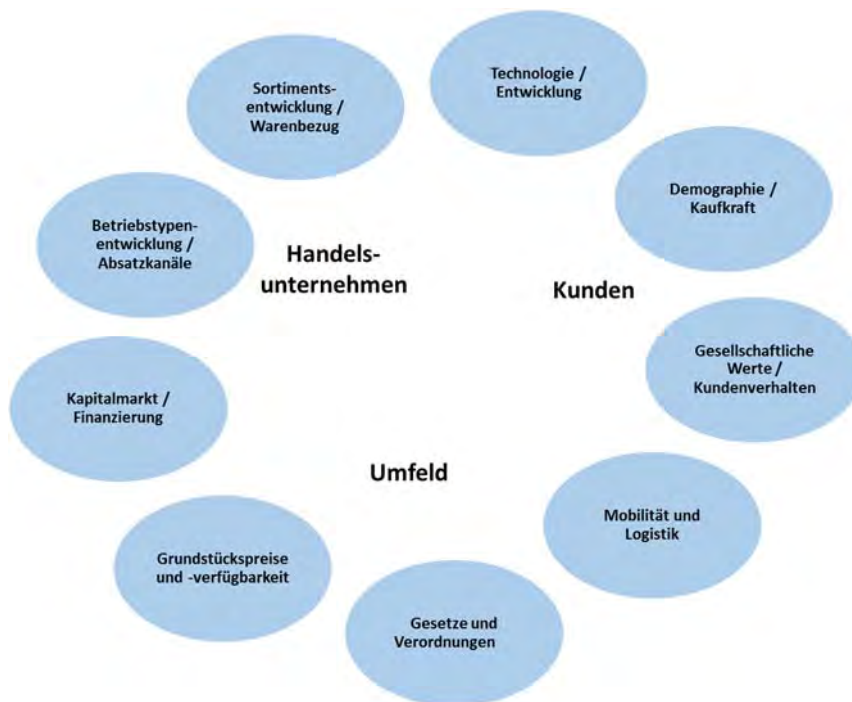 Technologie /
Entwicklung
Sortiments-
entwicklung /
Warenbezug
Demographie /
Kaufkraft
Betriebstypen-
entwicklung /
Absatzkanäle
Handels-
unternehmen
Kunden
Gesellschaftliche
Werte /
Kundenverhalten
Kapitalmarkt /
Finanzierung
Umfeld
Mobilität und
Logistik
Grundstückspreise
und -verfügbarkeit
Gesetze und
Verordnungen